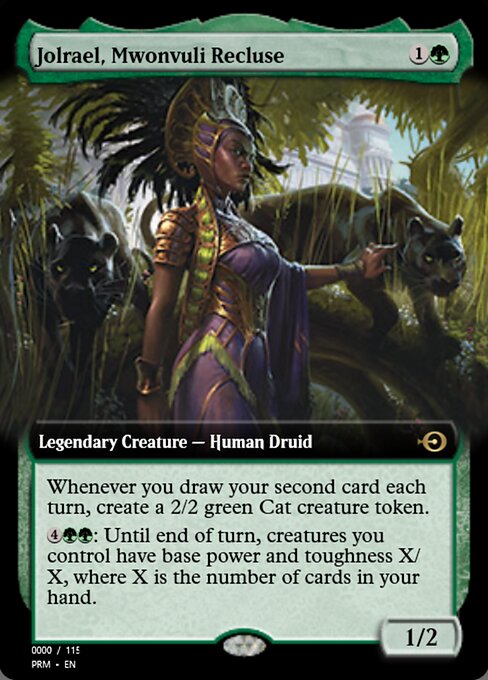 Jolrael, Mwonvuli Recluse
1
Legendary Creature — Human Druid
Whenever you draw your second card each
turn, create a 2/2 green Cat creature token.
4: Until end of turn, creatures you
control have base power and toughness X/
X, where X is the number of cards in your
hand.
1/2
0000 / 115
PRM • EN